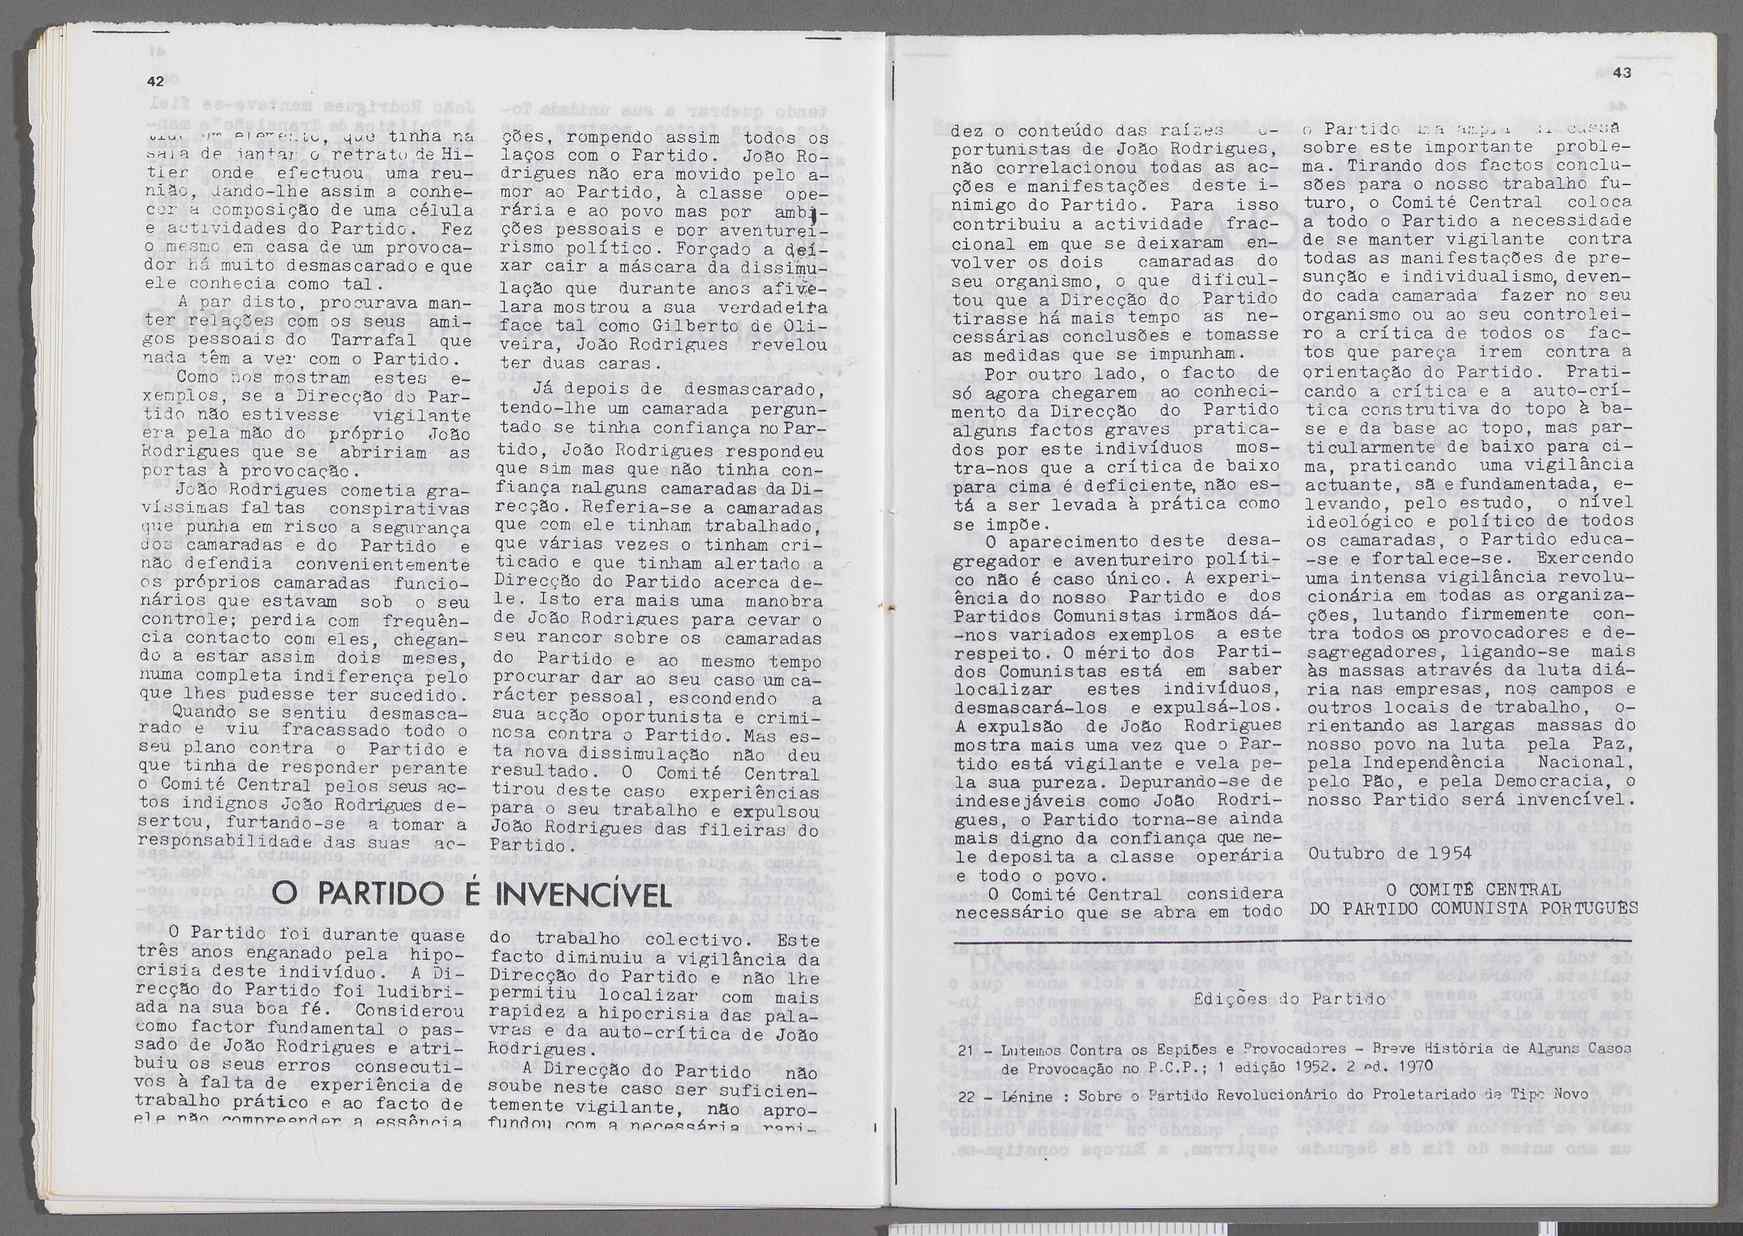 42
um elemento, que tinha na
sala de jantar o retrato de Hi-
tler onde efectuou uma reu-
nião, dando-lhe assim a conhe-
cer a composição de uma célula
e actividades do Partido. Fez
o mesmo em casa de um provoca-
dor há muito desmascarado e que
ele conhecia como tal.
A par disto, procurava man-
ter relações com os seus ami-
gos pessoais do Tarrafal que
nada têm a ver com o Partido.
Como nos mostram estes e-
xemplos, se a Direcção do Par-
tido não estivesse vigilante
era pela mão do próprio João
Rodrigues que se abririam as
portas à provocação.
João Rodrigues cometia gra-
víssimas faltas conspirativas
que punha em risco a segurança
dos camaradas e do Partido e
não defendia convenientemente
os próprios camaradas funcio-
nários que estavam sob o seu
controle; perdia com frequên-
cia contacto com eles, chegan-
do a estar assim dois meses,
numa completa indiferença pelo
que lhes pudesse ter sucedido.
Quando se sentiu desmasca-
rado e viu fracassado todo o
seu plano contra o Partido e
que tinha de responder perante
o Comité Central pelos seus ac-
tos indignos João Rodrigues de-
sertou, furtando-se a tomar a
responsabilidade das suas ac-
ções, rompendo assim todos os
laços com o Partido. João Ro-
drigues não era movido pelo a-
mor ao Partido, à classe ope-
rária e ao povo mas por ambi-
ções pessoais e por aventurei-
rismo político. Forçado a dei-
xar cair a máscara da dissimu-
lação que durante anos afive-
lara mostrou a sua verdadeira
face tal como Gilberto de Oli-
veira, João Rodrigues revelou
ter duas caras.
Já depois de desmascarado,
tendo-lhe um camarada pergun-
tado se tinha confiança no Par-
tido, João Rodrigues respondeu
que sim mas que não tinha con-
fiança nalguns camaradas da Di-
recção. Referia-se a camaradas
que com ele tinham trabalhado,
que várias vezes o tinham cri-
ticado e que tinham alertado a
Direcção do Partido acerca de-
le. Isto era mais uma manobra
de João Rodrigues para cevar o
seu rancor sobre os camaradas
do Partido e ao mesmo tempo
procurar dar ao seu caso um ca-
rácter pessoal, escondendo a
sua acção oportunista e crimi-
nosa contra o Partido. Mas es-
ta nova dissimulação não deu
resultado. O Comité Central
tirou deste caso experiências
para o seu trabalho e expulsou
João Rodrigues das fileiras do
Partido.
O PARTIDO É INVENCÍVEL
O Partido foi durante quase
três anos enganado pela hipo-
crisia deste indivíduo. A Di-
recção do Partido foi ludibri-
ada na sua boa fé. Considerou
como factor fundamental o pas-
sado de João Rodrigues e atri-
buiu os seus erros consecuti-
vos à falta de experiência de
trabalho prático e ao facto de
ele não compreender a essência
do trabalho colectivo. Este
facto diminuiu a vigilância da
Direcção do Partido e não lhe
permitiu localizar com mais
rapidez a hipocrisia das pala-
vras e da auto-crítica de João
Rodrigues.
A Direcção do Partido não
soube neste caso ser suficien-
temente vigilante, não apro-
fundou com a necessária rapi-
43
dez o conteúdo das raízes o-
portunistas de João Rodrigues,
não correlacionou todas as ac-
ções e manifestações deste i-
nimigo do Partido. Para isso
contribuiu a actividade frac-
cional em que se deixaram en-
volver os dois camaradas do
seu organismo, o que dificul-
tou que a Direcção do Partido
tirasse há mais tempo as ne-
cessárias conclusões e tomasse
as medidas que se impunham.
Por outro lado, o facto de
só agora chegarem ao conheci-
mento da Direcção do Partido
alguns factos graves pratica-
dos por este indivíduos mos-
tra-nos que a crítica de baixo
para cima é deficiente, não es-
tá a ser levada à prática como
se impõe.
O aparecimento deste desa-
gregador e aventureiro políti-
co não é caso único. A experi-
ência do nosso Partido e dos
Partidos Comunistas irmãos dá-
-nos variados exemplos a este
respeito. O mérito dos Parti-
dos Comunistas está em saber
localizar estes indivíduos,
desmascará-los e expulsá-los.
A expulsão de João Rodrigues
mostra mais uma vez que o Par-
tido está vigilante e vela pe-
la sua pureza. Depurando-se de
indesejáveis como João Rodri-
gues, o Partido torna-se ainda
mais digno da confiança que ne-
le deposita a classe operária
e todo o povo.
O Comité Central considera
necessário que se abra em todo
o Partido uma ampla discussã
sobre este importante proble-
ma. Tirando dos factos conclu-
sões para o nosso trabalho fu-
turo, o Comité Central coloca
a todo o Partido a necessidade
de se manter vigilante contra
todas as manifestações de pre-
sunção e individualismo, deven-
do cada camarada fazer no seu
organismo ou ao seu controlei-
ro a crítica de todos os fac-
tos que pareça irem contra a
orientação do Partido. Prati-
cando a crítica e a auto-crí-
tica construtiva do topo à ba-
se e da base ao topo, mas par-
ticularmente de baixo para ci-
ma, praticando uma vigilância
actuante, sã e fundamentada, e-
levando, pelo estudo, o nível
ideológico e político de todos
os camaradas, o Partido educa-
-se e fortalece-se. Exercendo
uma intensa vigilância revolu-
cionária em todas as organiza-
ções, lutando firmemente con-
tra todos os provocadores e de-
sagregadores, ligando-se mais
às massas através da luta diá-
ria nas empresas, nos campos e
outros locais de trabalho, o-
rientando as largas massas do
nosso povo na luta pela Paz,
pela Independência Nacional,
pelo Pão, e pela Democracia, o
nosso Partido será invencível.
Outubro de 1954
O COMITÉ CENTRAL
DO PARTIDO COMUNISTA PORTUGUÊS
Edições do Partido
21 - Lutemos Contra os Espiões e Provocadores - Breve História de Alguns Casos
de Provocação no P.C.P.; 1 edição 1952. 2 ed. 1970
22 - Lénine : Sobre o Partido Revolucionário do Proletariado de Tipo Novo